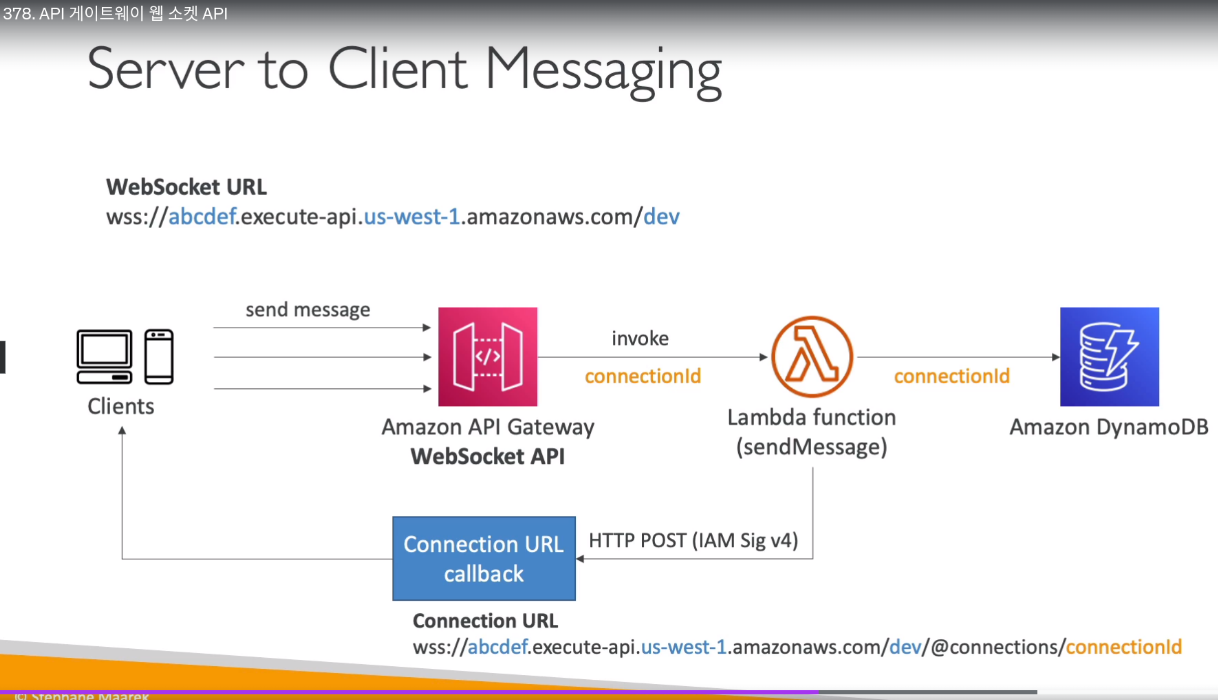 378. API 게이트웨이 웹 소켓 API
Server to Client Messaging
WebSocket URL
wss://abcdef.execute-api.us-west-1.amazonaws.com/dev
send message
invoke
connectionId
connectionId
Clients
Amazon API Gateway
WebSocket API
Lambda function
(sendMessage)
Amazon DynamoDB
Connection URL
callback
HTTP POST (IAM Sig v4)
Connection URL
wss://abcdef.execute-api.us-west-1.amazonaws.com/dev/@connections/connectionId
© Stephane Maarek